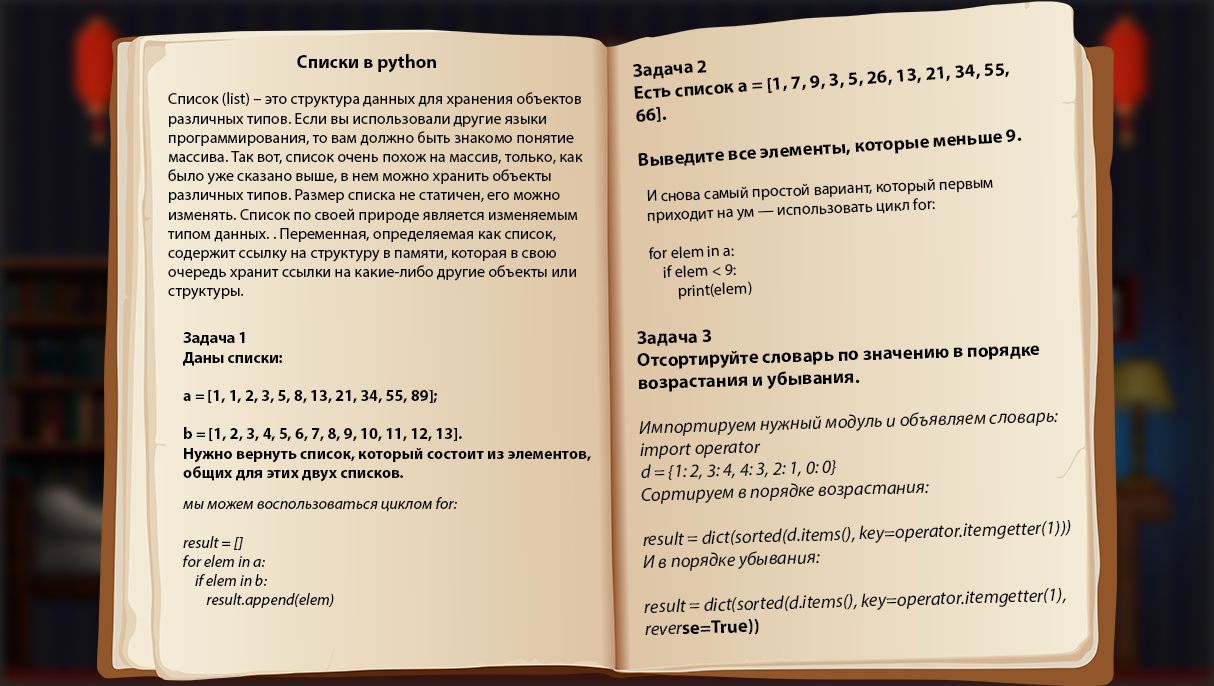 Списки в python
Список (list) – это структура данных для хранения объектов
различных типов. Если вы использовали другие языки
программирования, то вам должно быть знакомо понятие
массива. Так вот, список очень похож на массив, только, как
было уже сказано выше, в нем можно хранить объекты
различных типов. Размер списка не статичен, его можно
изменять. Список по своей природе является изменяемым
типом данных. . Переменная, определяемая как список,
содержит ссылку на структуру в памяти, которая в свою
очередь хранит ссылки на какие-либо другие объекты или
структуры.
Задача 1
Даны списки:
a = [1, 1, 2, 3, 5, 8, 13, 21, 34, 55, 89];
b = [1, 2, 3, 4, 5, 6, 7, 8, 9, 10, 11, 12, 13].
Нужно вернуть список, который состоит из элементов,
общих для этих двух списков.
мы можем воспользоваться циклом for:
result = []
for elem in a:
if elem in b:
result.append(elem)
Задача 2
Есть список a = [1, 7, 9, 3, 5, 26, 13, 21, 34, 55,
66].
Выведите все элементы, которые меньше 9.
И снова самый простой вариант, который первым
приходит на ум — использовать цикл for:
for elem in a:
if elem < 9:
print(elem)
Задача 3
Отсортируйте словарь по значению в порядке
возрастания и убывания.
Импортируем нужный модуль и объявляем словарь:
import operator
d = {1: 2, 3: 4, 4: 3, 2: 1, 0: 0}
Сортируем в порядке возрастания:
result = dict(sorted(d.items(), key=operator.itemgetter(1)))
И в порядке убывания:
result = dict(sorted(d.items(), key=operator.itemgetter(1),
reverse=True))